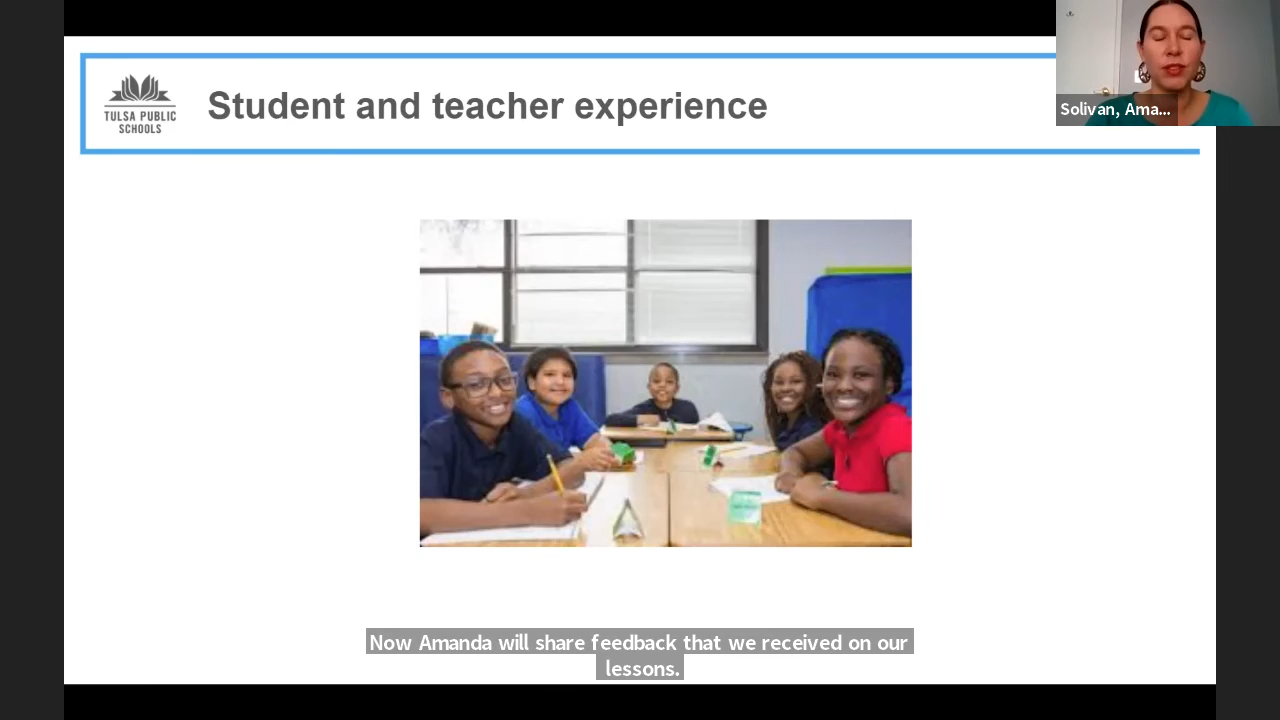 TULSA PUBLIC
SCHOOLS
Student and teacher experience
Solivan, Ama...
Now Amanda will share feedback that we received on our
lessons.